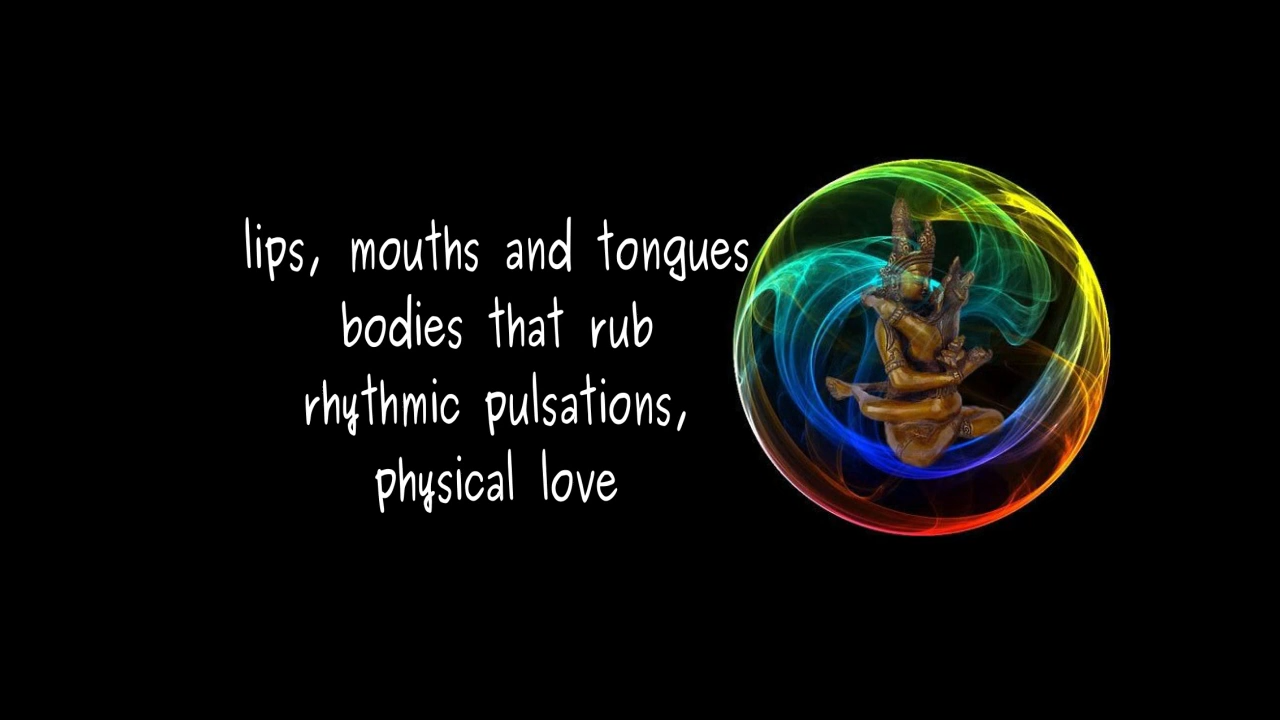 lips, mouths and tongues
bodies that rub
rhythmic pulsations,
physical love